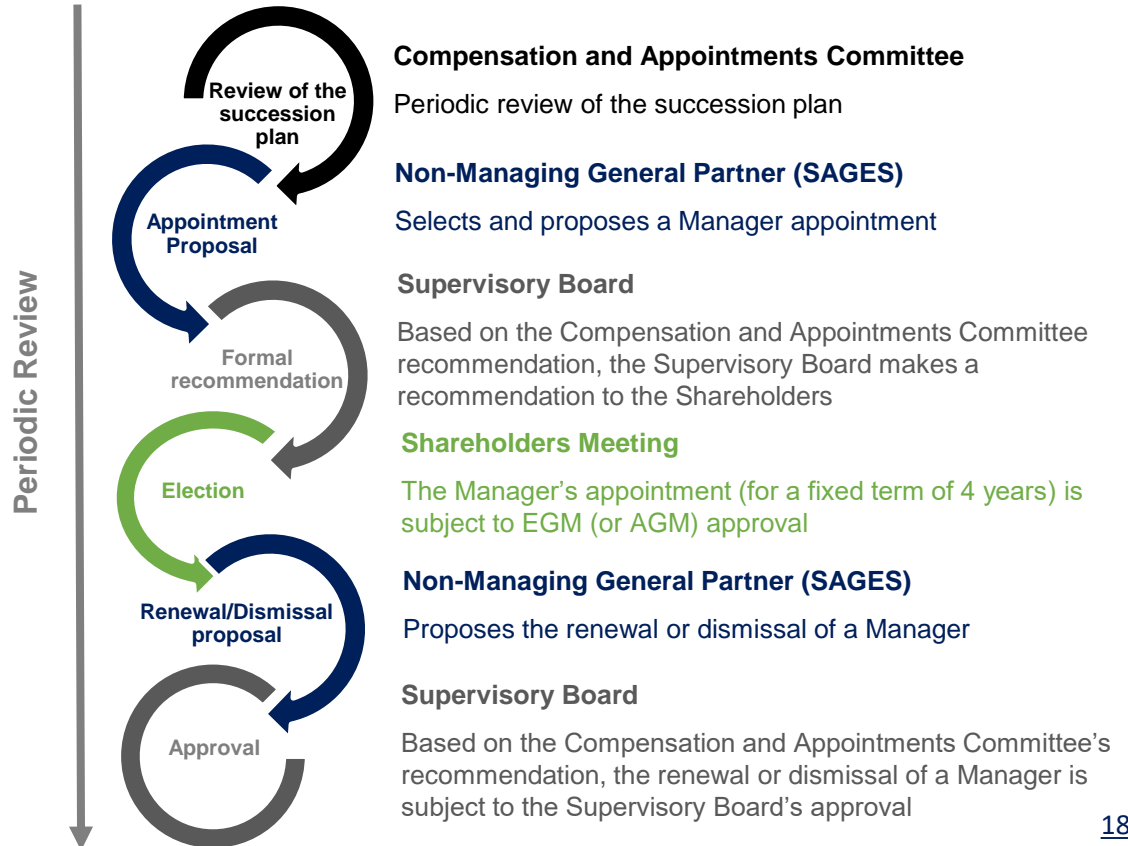 Periodic Review
Review of the
succession
plan
Compensation and Appointments Committee
Periodic review of the succession plan
Appointment
Proposal
Non-Managing General Partner (SAGES)
Selects and proposes a Manager appointment
Formal
recommendation
Supervisory Board
Based on the Compensation and Appointments Committee
recommendation, the Supervisory Board makes a
recommendation to the Shareholders
Election
Shareholders Meeting
The Manager’s appointment (for a fixed term of 4 years) is
subject to EGM (or AGM) approval
Renewal/Dismissal
proposal
Non-Managing General Partner (SAGES)
Proposes the renewal or dismissal of a Manager
Approval
Supervisory Board
Based on the Compensation and Appointments Committee’s
recommendation, the renewal or dismissal of a Manager is
subject to the Supervisory Board’s approval
18